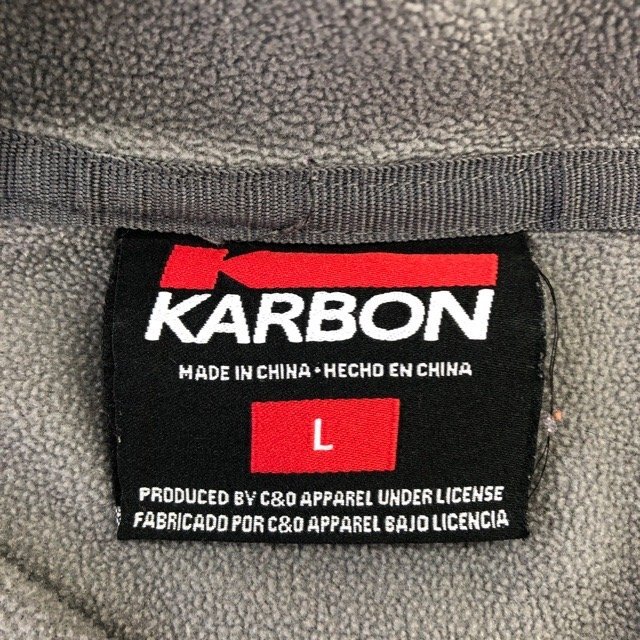 KARBON
MADE IN CHINA • HECHO EN CHINA
L
PRODUCED BY C&O APPAREL UNDER LICENSE
FABRICADO POR C&O APPAREL BAJO LICENCIA